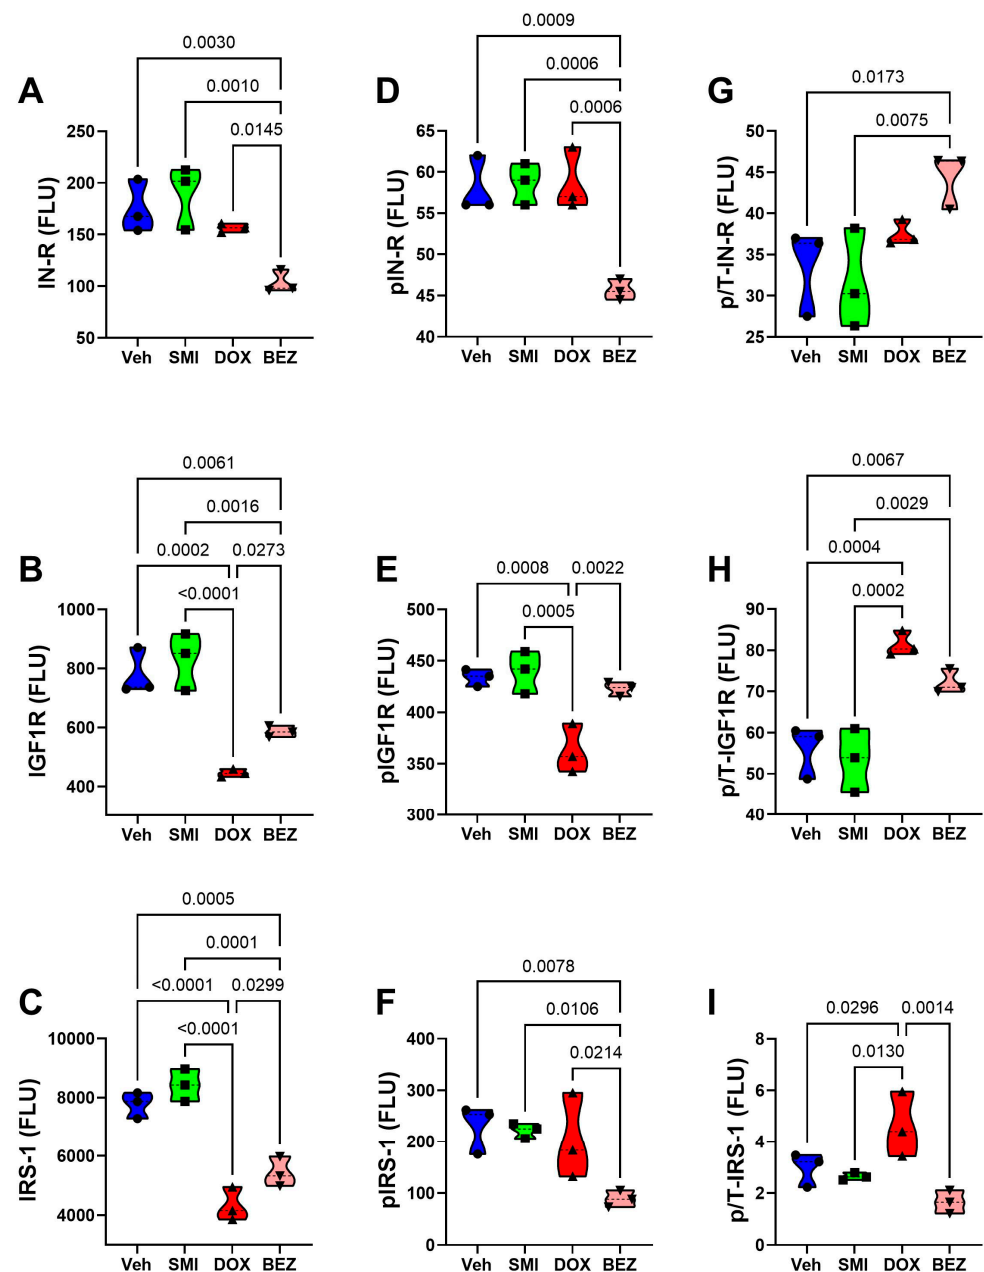 A
0.0030
0.0010
0.0145
IN-R (FLU)
250
200
150
100
50
Veh SMI DOX BEZ
D
0.0009
0.0006
0.0006
pIN-R (FLU)
65
60
55
50
45
40
Veh SMI DOX BEZ
G
0.0173
0.0075
p/T-IN-R (FLU)
45
40
35
30
25
50
Veh SMI DOX BEZ
B
0.0061
0.0016
0.0002 0.0273
<0.0001
IGF1R (FLU)
1000
800
600
400
Veh SMI DOX BEZ
E
0.0008 0.0022
0.0005
pIGF1R (FLU)
500
450
400
350
300
Veh SMI DOX BEZ
H
0.0067
0.0029
0.0004
0.0002
p/T-IGF1R (FLU)
90
80
70
60
50
40
Veh SMI DOX BEZ
C
0.0005
0.0001
<0.0001 0.0299
<0.0001
IRS-1 (FLU)
10000
8000
6000
4000
Veh SMI DOX BEZ
F
0.0078
0.0106
0.0214
pIRS-1 (FLU)
400
300
200
100
0
Veh SMI DOX BEZ
I
0.0296 0.0014
0.0130
p/T-IRS-1 (FLU)
8
6
4
2
0
Veh SMI DOX BEZ